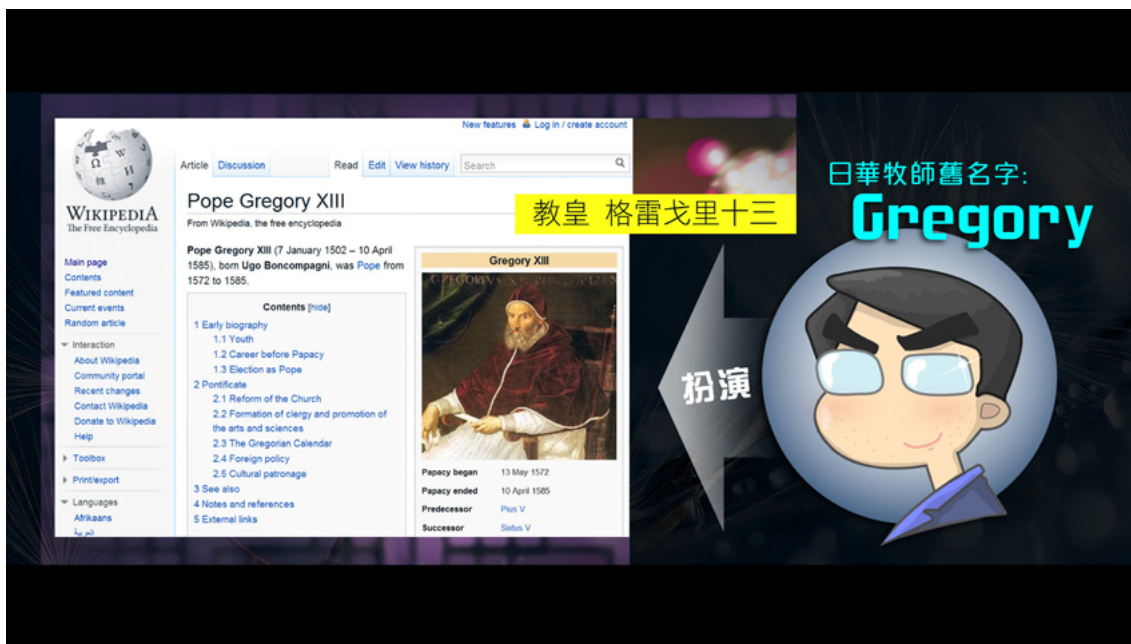 New features Log in / create account
Article Discussion Read Edit View history Search
WIKIPEDIA
The Free Encyclopedia
Main page
Contents
Featured content
Current events
Random article
Interaction
About Wikipedia
Community portal
Recent changes
Contact Wikipedia
Donate to Wikipedia
Help
Toolbox
Print/export
Languages
Afrikaans
العربية
Pope Gregory XIII
From Wikipedia, the free encyclopedia
Pope Gregory XIII (7 January 1502 – 10 April
1585), born Ugo Boncompagni, was Pope from
1572 to 1585.
Contents [hide]
1 Early biography
1.1 Youth
1.2 Career before Papacy
1.3 Election as Pope
2 Pontificate
2.1 Reform of the Church
2.2 Formation of clergy and promotion of
the arts and sciences
2.3 The Gregorian Calendar
2.4 Foreign policy
2.5 Cultural patronage
3 See also
4 Notes and references
5 External links
Gregory XIII
Papacy began 13 May 1572
Papacy ended 10 April 1585
Predecessor Pius V
Successor Sixtus V
教皇 格雷戈里十三
日華牧師舊名字:
Gregory
扮演